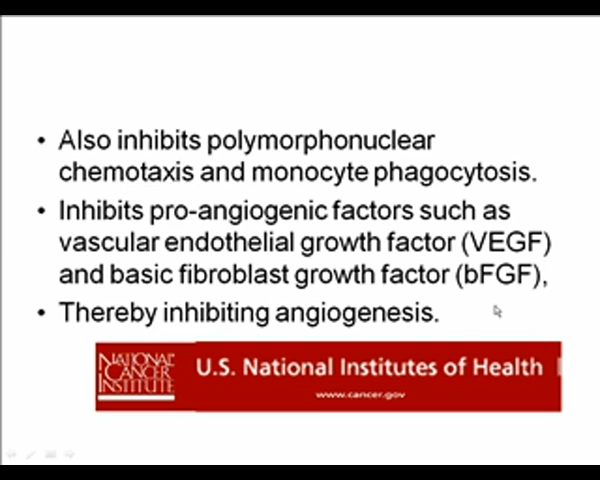 • Also inhibits polymorphonuclear
chemotaxis and monocyte phagocytosis.
• Inhibits pro-angiogenic factors such as
vascular endothelial growth factor (VEGF)
and basic fibroblast growth factor (bFGF),
• Thereby inhibiting angiogenesis.
NATIONAL
CANCER
INSTITUTE
U.S. National Institutes of Health
www.cancer.gov